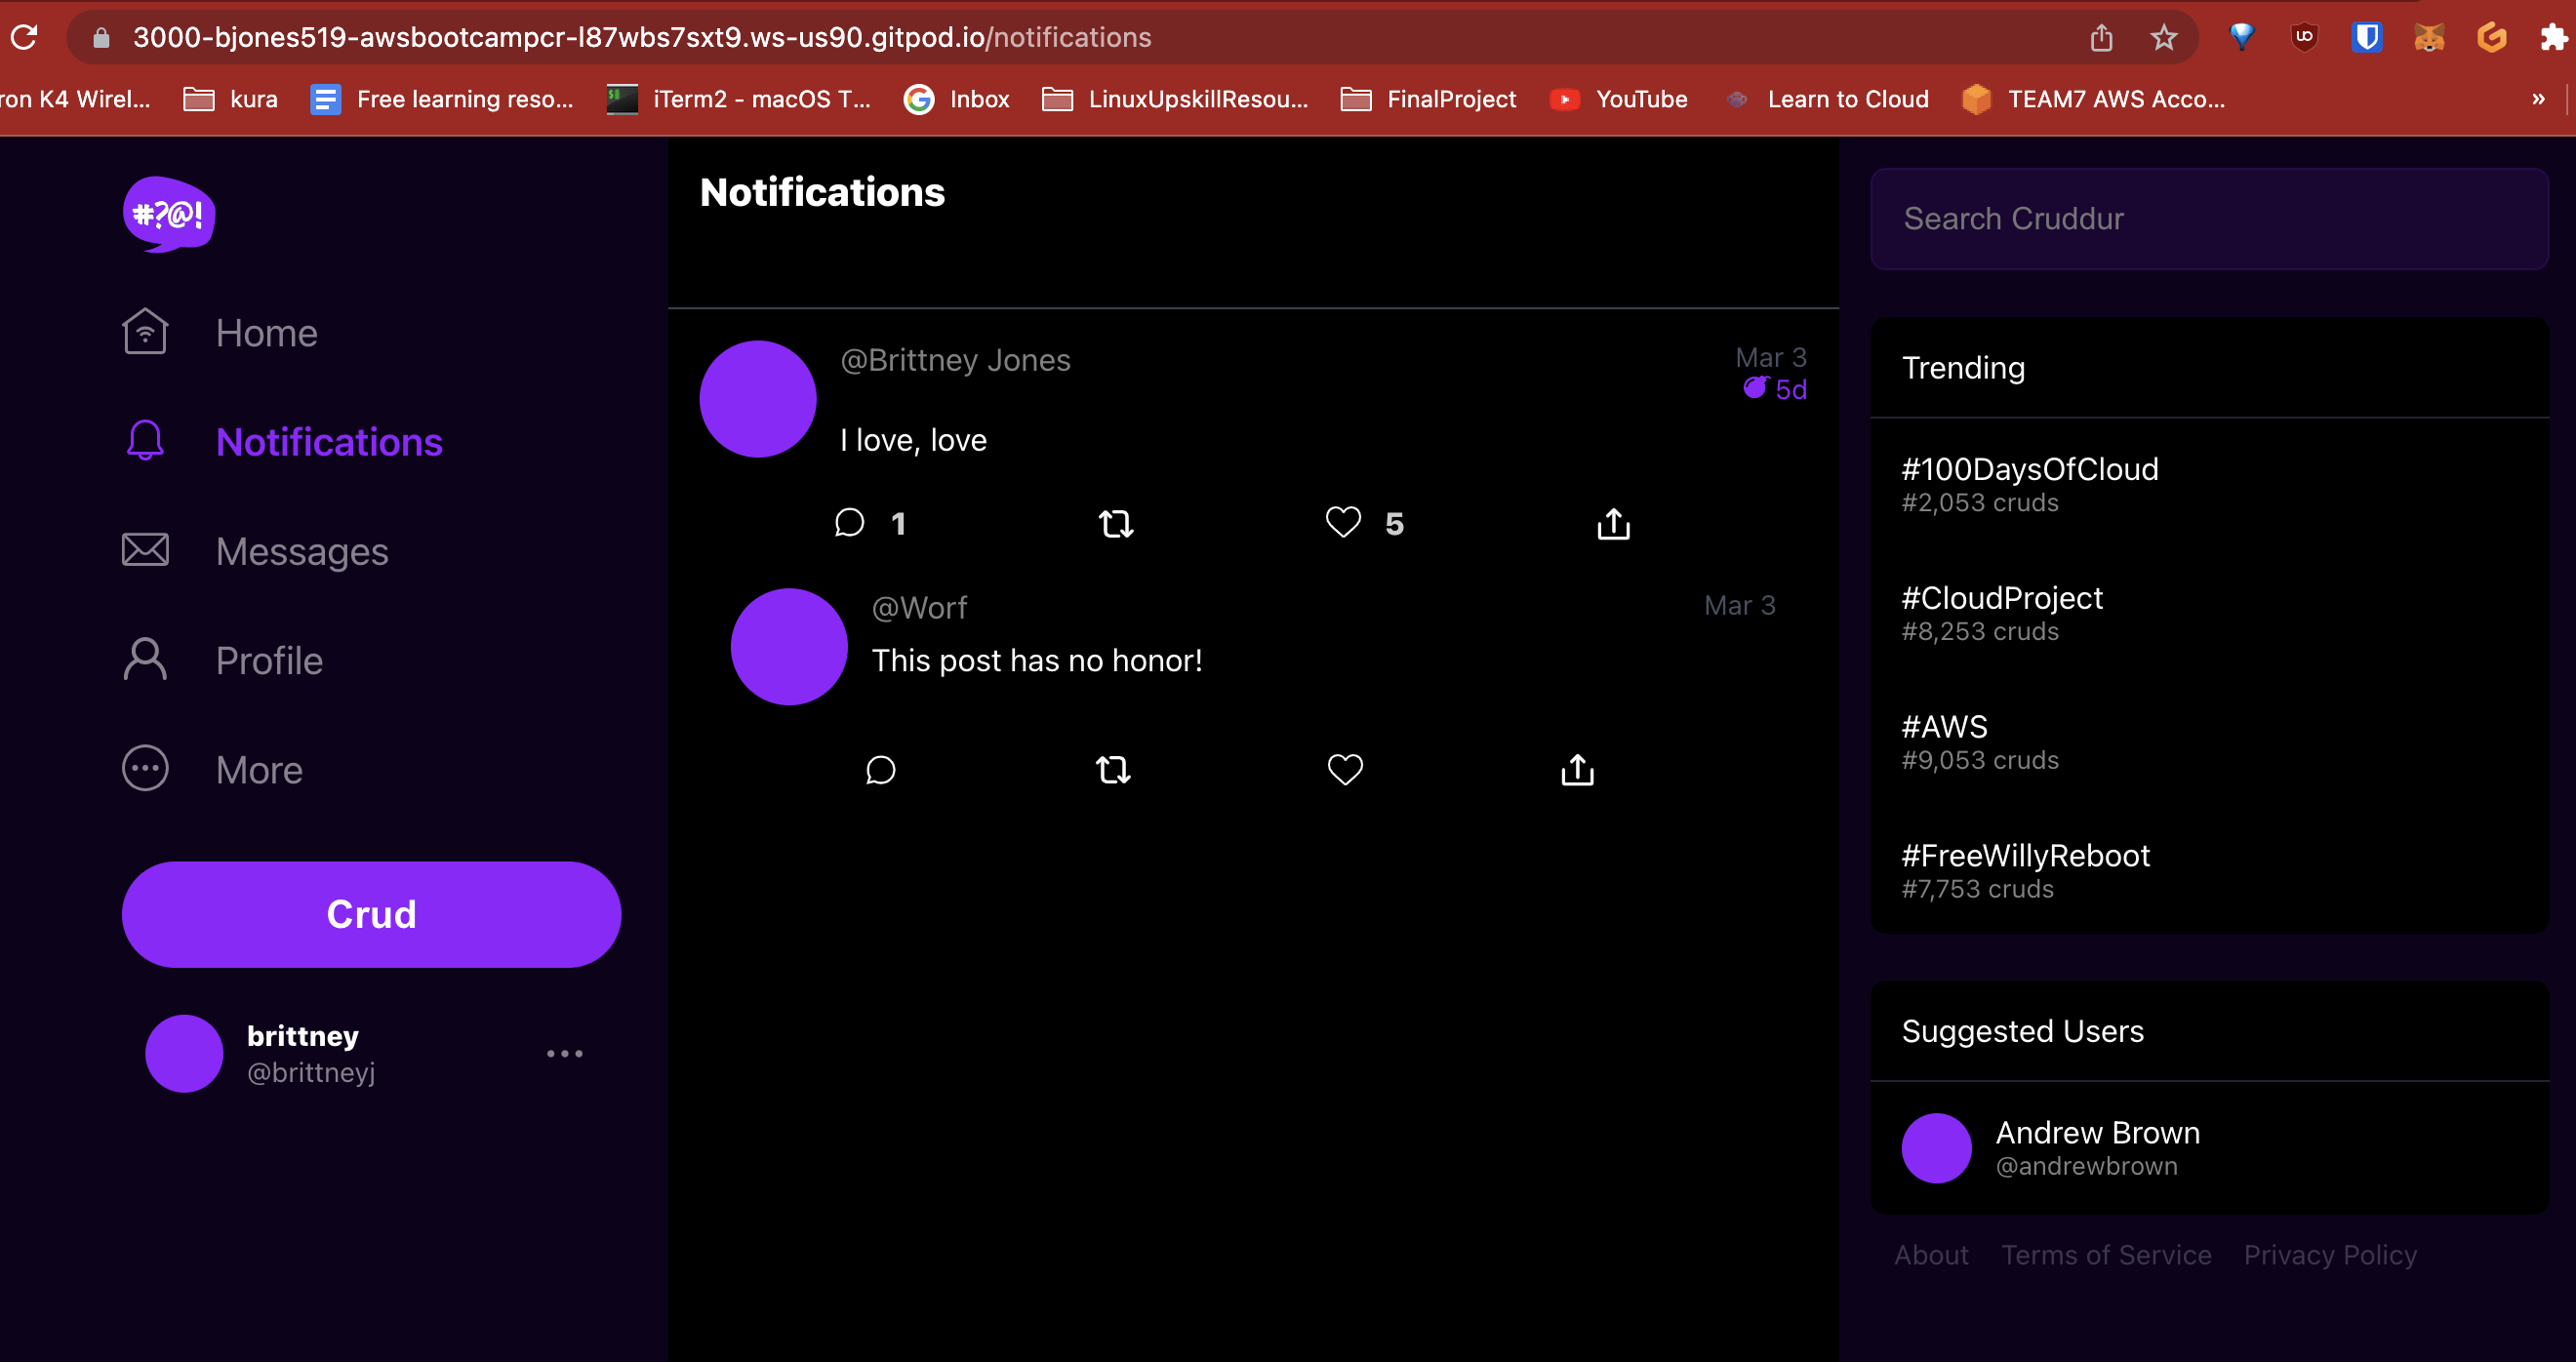 3000-bjones519-awsbootcampcr-l87wbs7sxt9.ws-us90.gitpod.io/notifications
ron K4 Wirel... kura Free learning reso... iTerm2 - macOS T... Inbox LinuxUpskillResou... FinalProject YouTube Learn to Cloud TEAM7 AWS Acco... »
#?@!
Home
Notifications
Messages
Profile
More
Crud
brittney
@brittneyj
Notifications
@Brittney Jones
Mar 3
5d
I love, love
1
5
@Worf
Mar 3
This post has no honor!
Search Cruddur
Trending
#100DaysOfCloud
#2,053 cruds
#CloudProject
#8,253 cruds
#AWS
#9,053 cruds
#FreeWillyReboot
#7,753 cruds
Suggested Users
Andrew Brown
@andrewbrown
About Terms of Service Privacy Policy